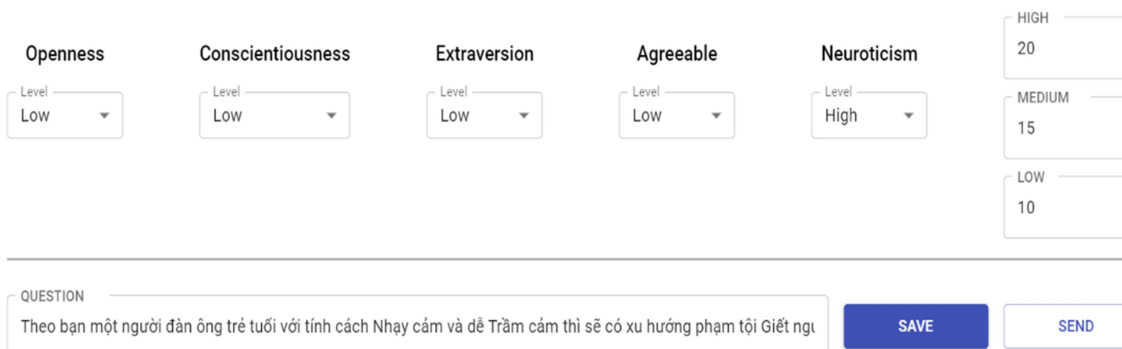 HIGH
20
Openness Conscientiousness Extraversion Agreeable Neuroticism
Level Level Level Level Level
Low Low Low Low High
MEDIUM
15
LOW
10
QUESTION
Theo bạn một người đàn ông trẻ tuổi với tính cách Nhạy cảm và dễ Trầm cảm thì sẽ có xu hướng phạm tội Giết
SAVE
SEND